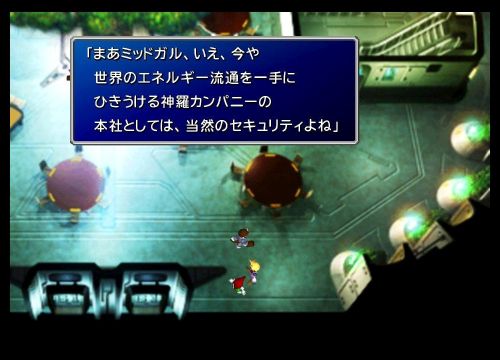 「まあミッドガル、いえ、今や
世界のエネルギー流通を一手に
ひきうける神羅カンパニーの
本社としては、当然のセキュリティよね」